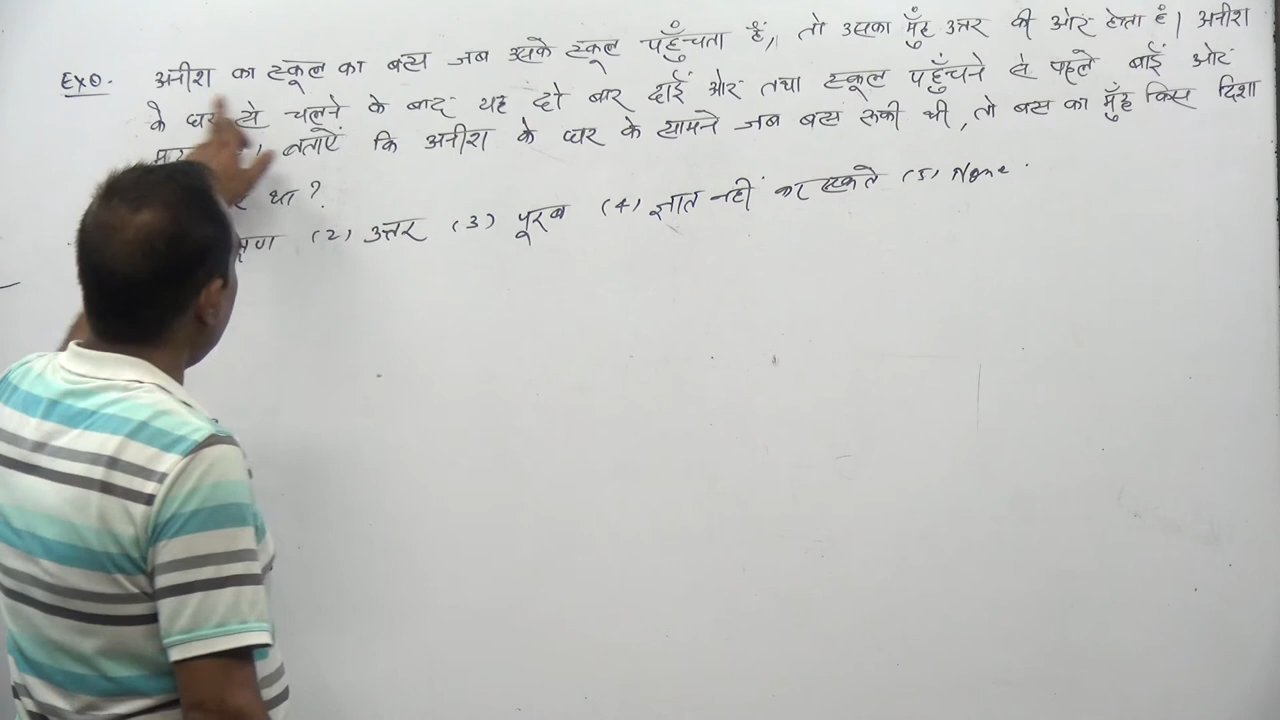 EXO. अनीश का स्कूल का बस जब उसके स्कूल पहुँचता है, तो उसका मुँह उत्तर की ओर होता है। अनीश
के घर से चलने के बाद यह दो बार दाईं ओर तथा स्कूल पहुँचने से पहले बाईं ओर
बताएँ कि अनीश के घर के सामने जब बस रूकी थी, तो बस का मुँह किस दिशा
था?
(2) उत्तर (3) पूरब (4) ज्ञात नहीं कर सकते (5) None.